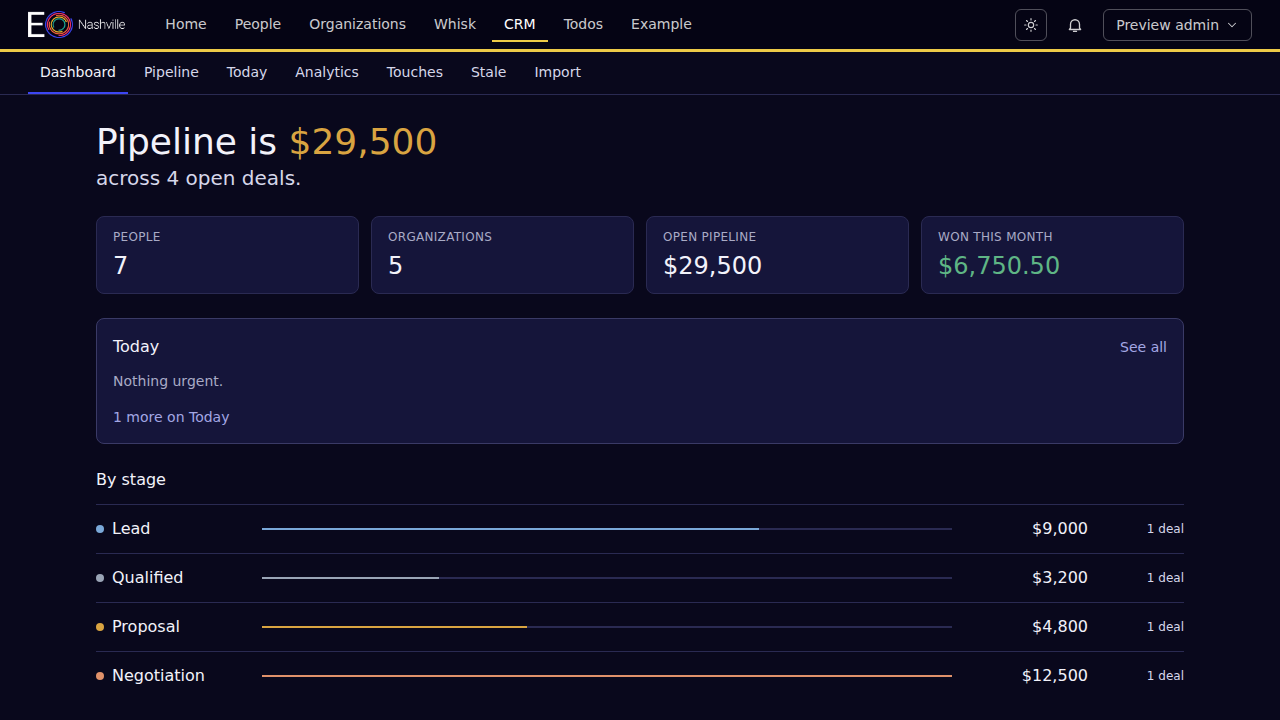 EO Nashville Home People Organizations Whisk CRM Todos Example Preview admin
Dashboard Pipeline Today Analytics Touches Stale Import
Pipeline is $29,500
across 4 open deals.
PEOPLE ORGANIZATIONS OPEN PIPELINE WON THIS MONTH
7 5 $29,500 $6,750.50
Today See all
Nothing urgent.
1 more on Today
By stage
Lead $9,000 1 deal
Qualified $3,200 1 deal
Proposal $4,800 1 deal
Negotiation $12,500 1 deal